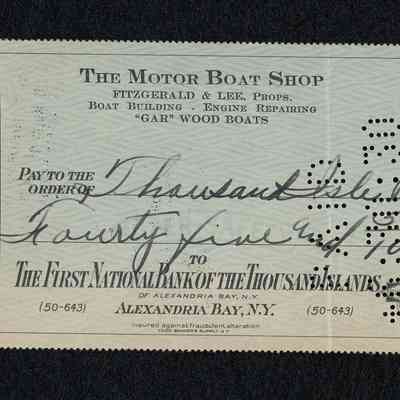 THE MOTOR BOAT SHOP
FITZGERALD & LEE, PROPS.
BOAT BUILDING - ENGINE REPAIRING
"GAR" WOOD BOATS
PAY TO THE
ORDER OF Thousand Isle
Fourty five and
TO
THE FIRST NATIONAL BANK OF THE THOUSAND ISLANDS
OF ALEXANDRIA BAY, N.Y.
(50-643) ALEXANDRIA BAY, N.Y. (50-643)
Insured against fraudulent alteration